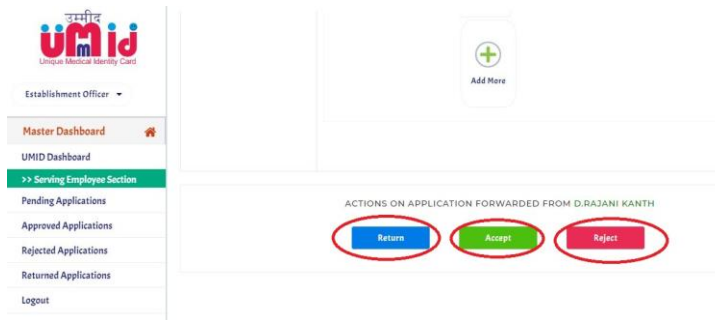 उम्मीद
UMid
Unique Medical Identity Card
Establishment Officer
Master Dashboard
UMID Dashboard
>> Serving Employee Section
Pending Applications
Approved Applications
Rejected Applications
Returned Applications
Logout
Add More
ACTIONS ON APPLICATION FORWARDED FROM D.RAJANI KANTH
Return Accept Reject